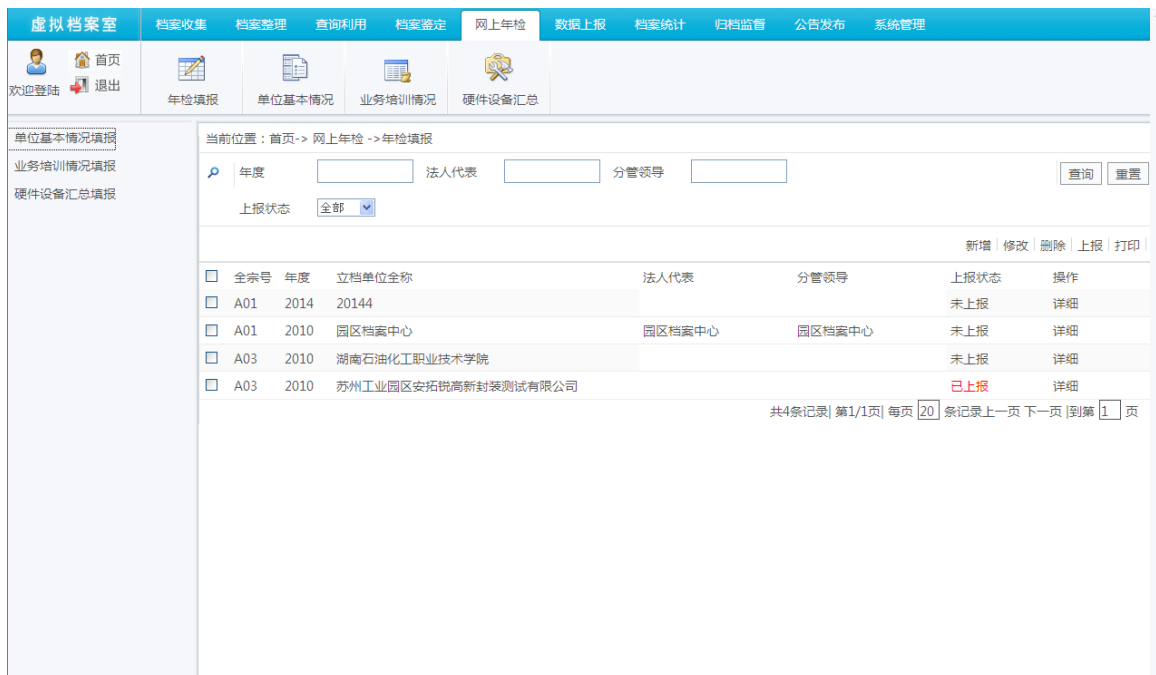 虚拟档案室 档案收集 档案整理 查询利用 档案鉴定 网上年检 数据上报 档案统计 归档监督 公告发布 系统管理
欢迎登陆 首页 退出 年检填报 单位基本情况 业务培训情况 硬件设备汇总
单位基本情况填报
业务培训情况填报
硬件设备汇总填报
当前位置：首页-> 网上年检 ->年检填报
年度 法人代表 分管领导 查询 重置
上报状态 全部
新增 修改 删除 上报 打印
全宗号 年度 立档单位全称 法人代表 分管领导 上报状态 操作
A01 2014 20144 未上报 详细
A01 2010 园区档案中心 园区档案中心 园区档案中心 未上报 详细
A03 2010 湖南石油化工职业技术学院 未上报 详细
A03 2010 苏州工业园区安拓锐高新封装测试有限公司 已上报 详细
共4条记录| 第1/1页| 每页 20 条记录上一页 下一页 |到第 1 页